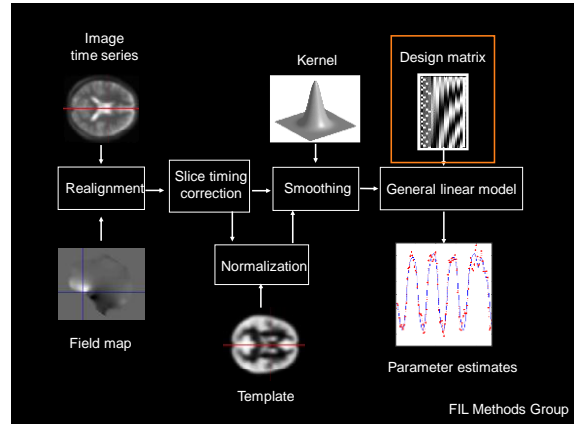 Image
time series
Kernel
Design matrix
Realignment
Slice timing
correction
Smoothing
General linear model
Normalization
Field map
Template
Parameter estimates
FIL Methods Group